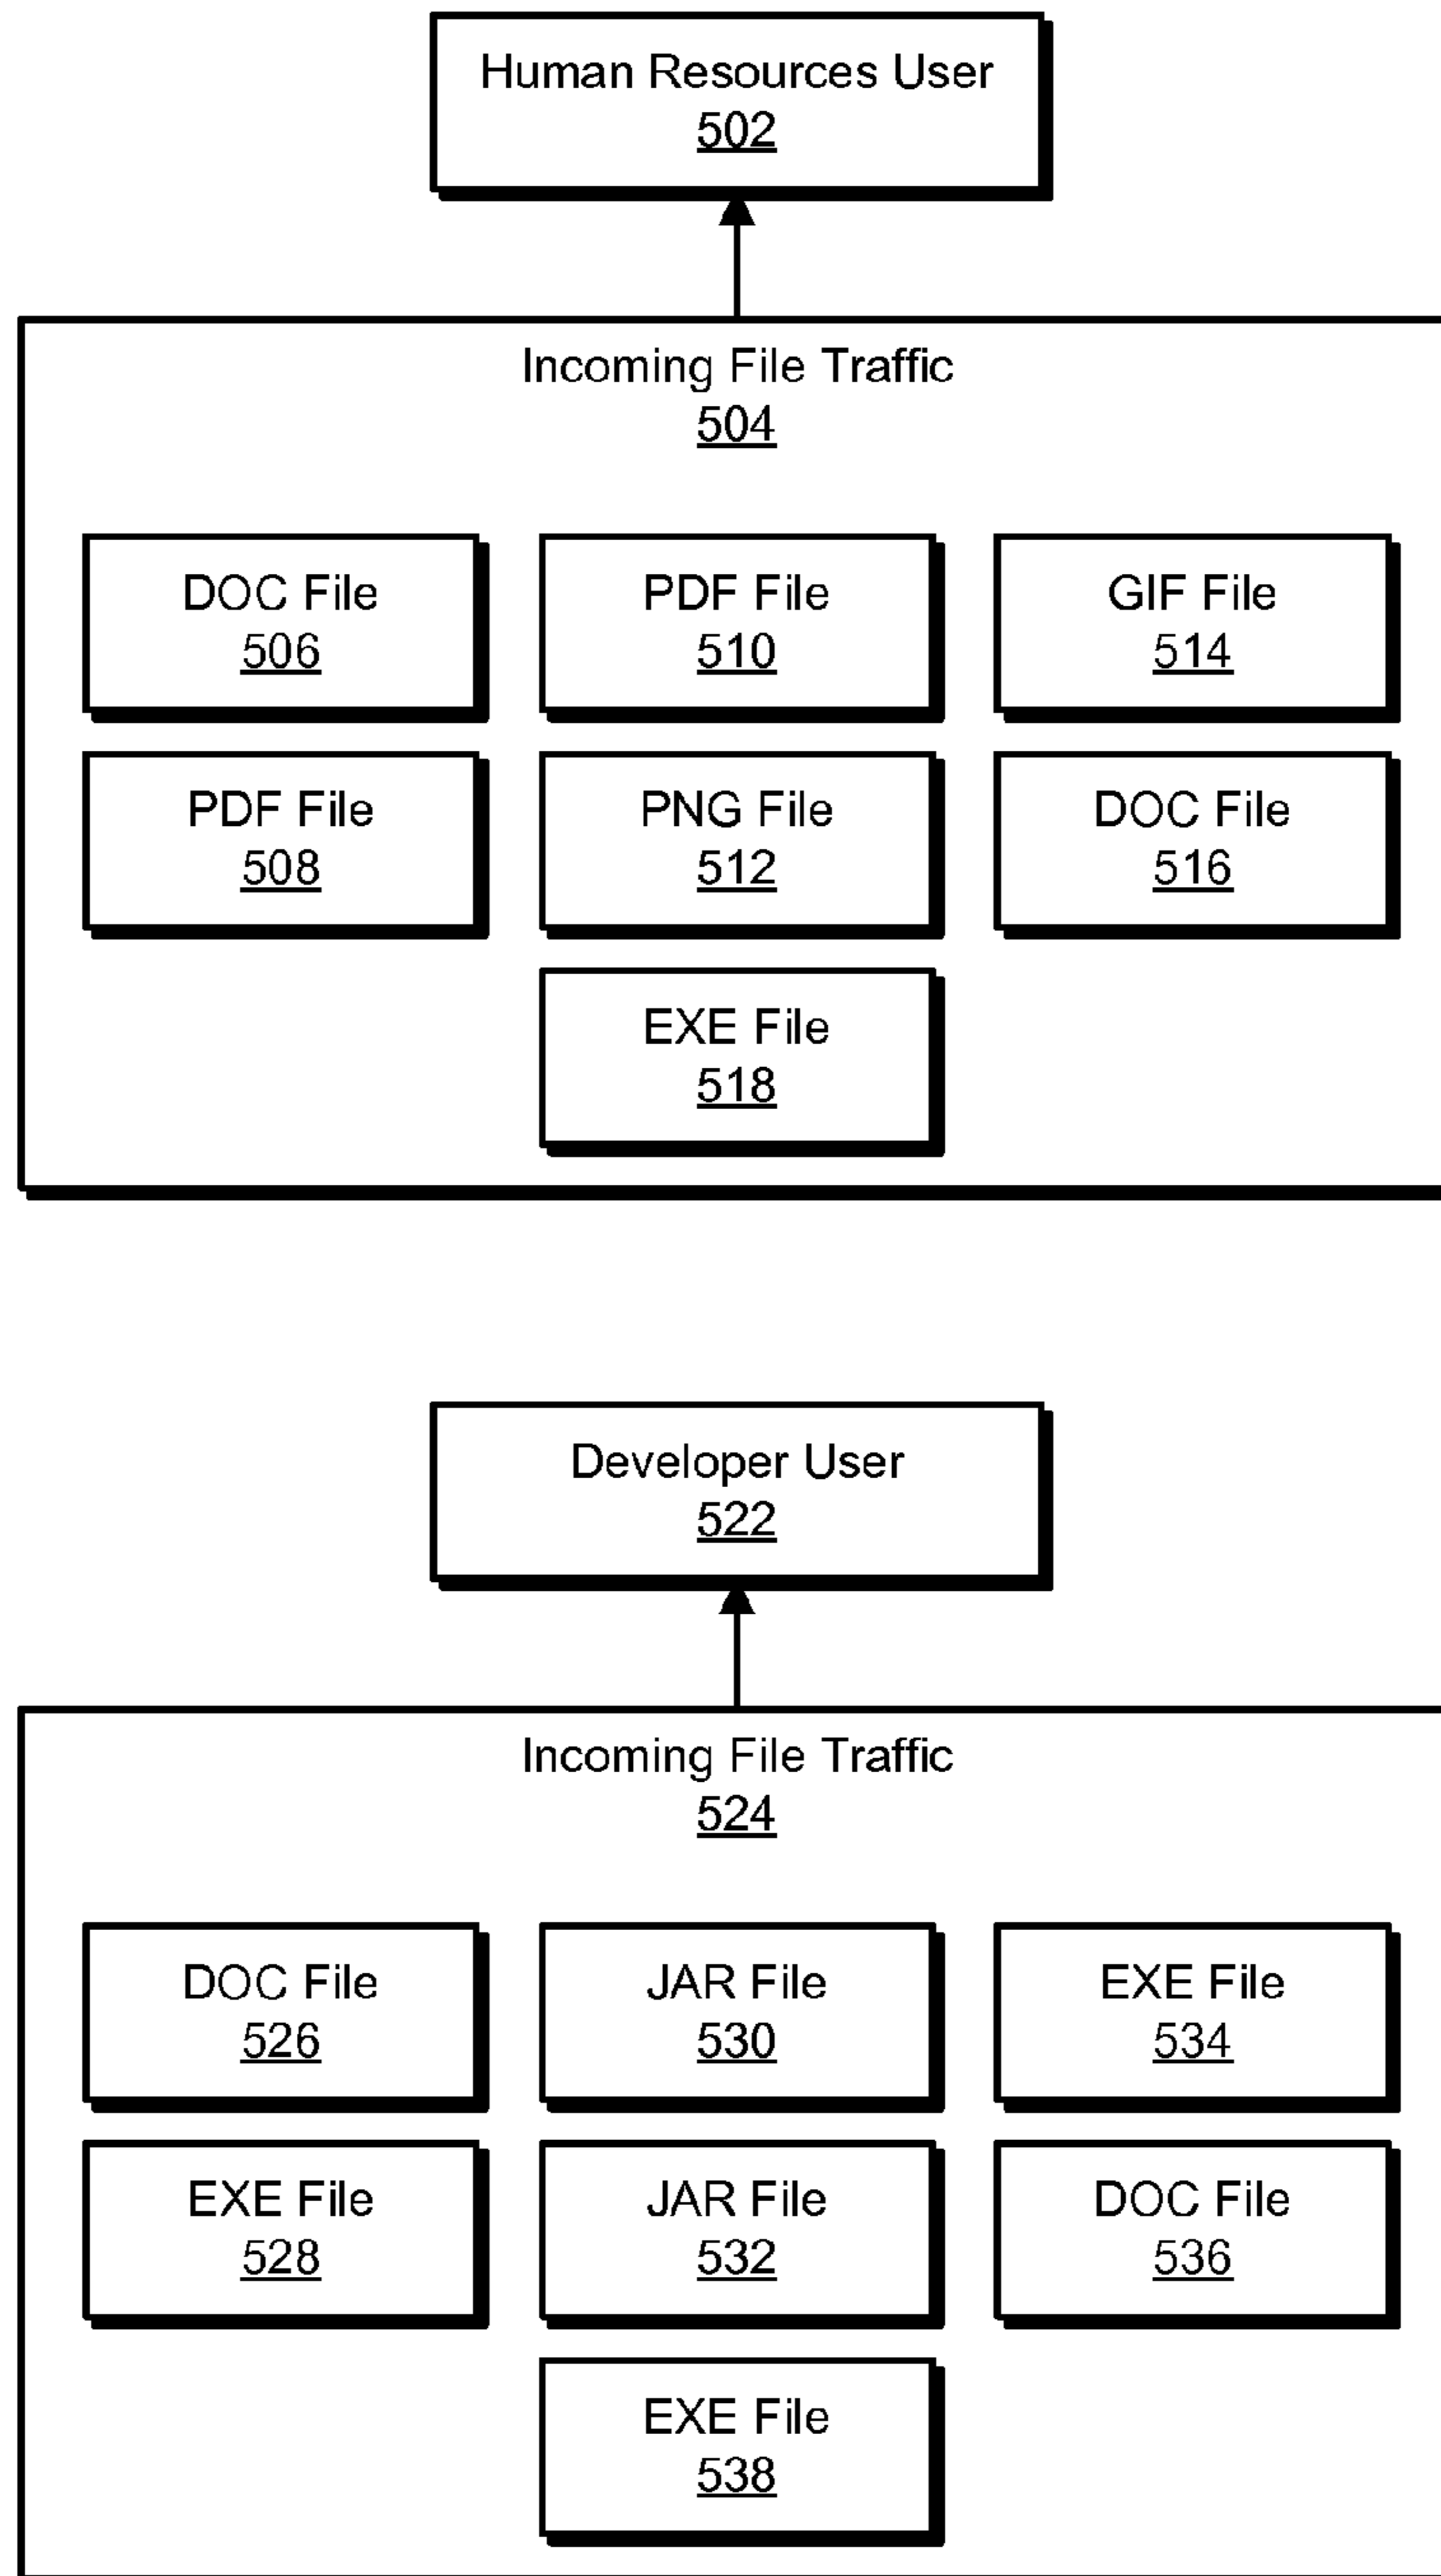 Human Resources User
502
Incoming File Traffic
504
DOC File
506
PDF File
510
GIF File
514
PDF File
508
PNG File
512
DOC File
516
EXE File
518
Developer User
522
Incoming File Traffic
524
DOC File
526
JAR File
530
EXE File
534
EXE File
528
JAR File
532
DOC File
536
EXE File
538